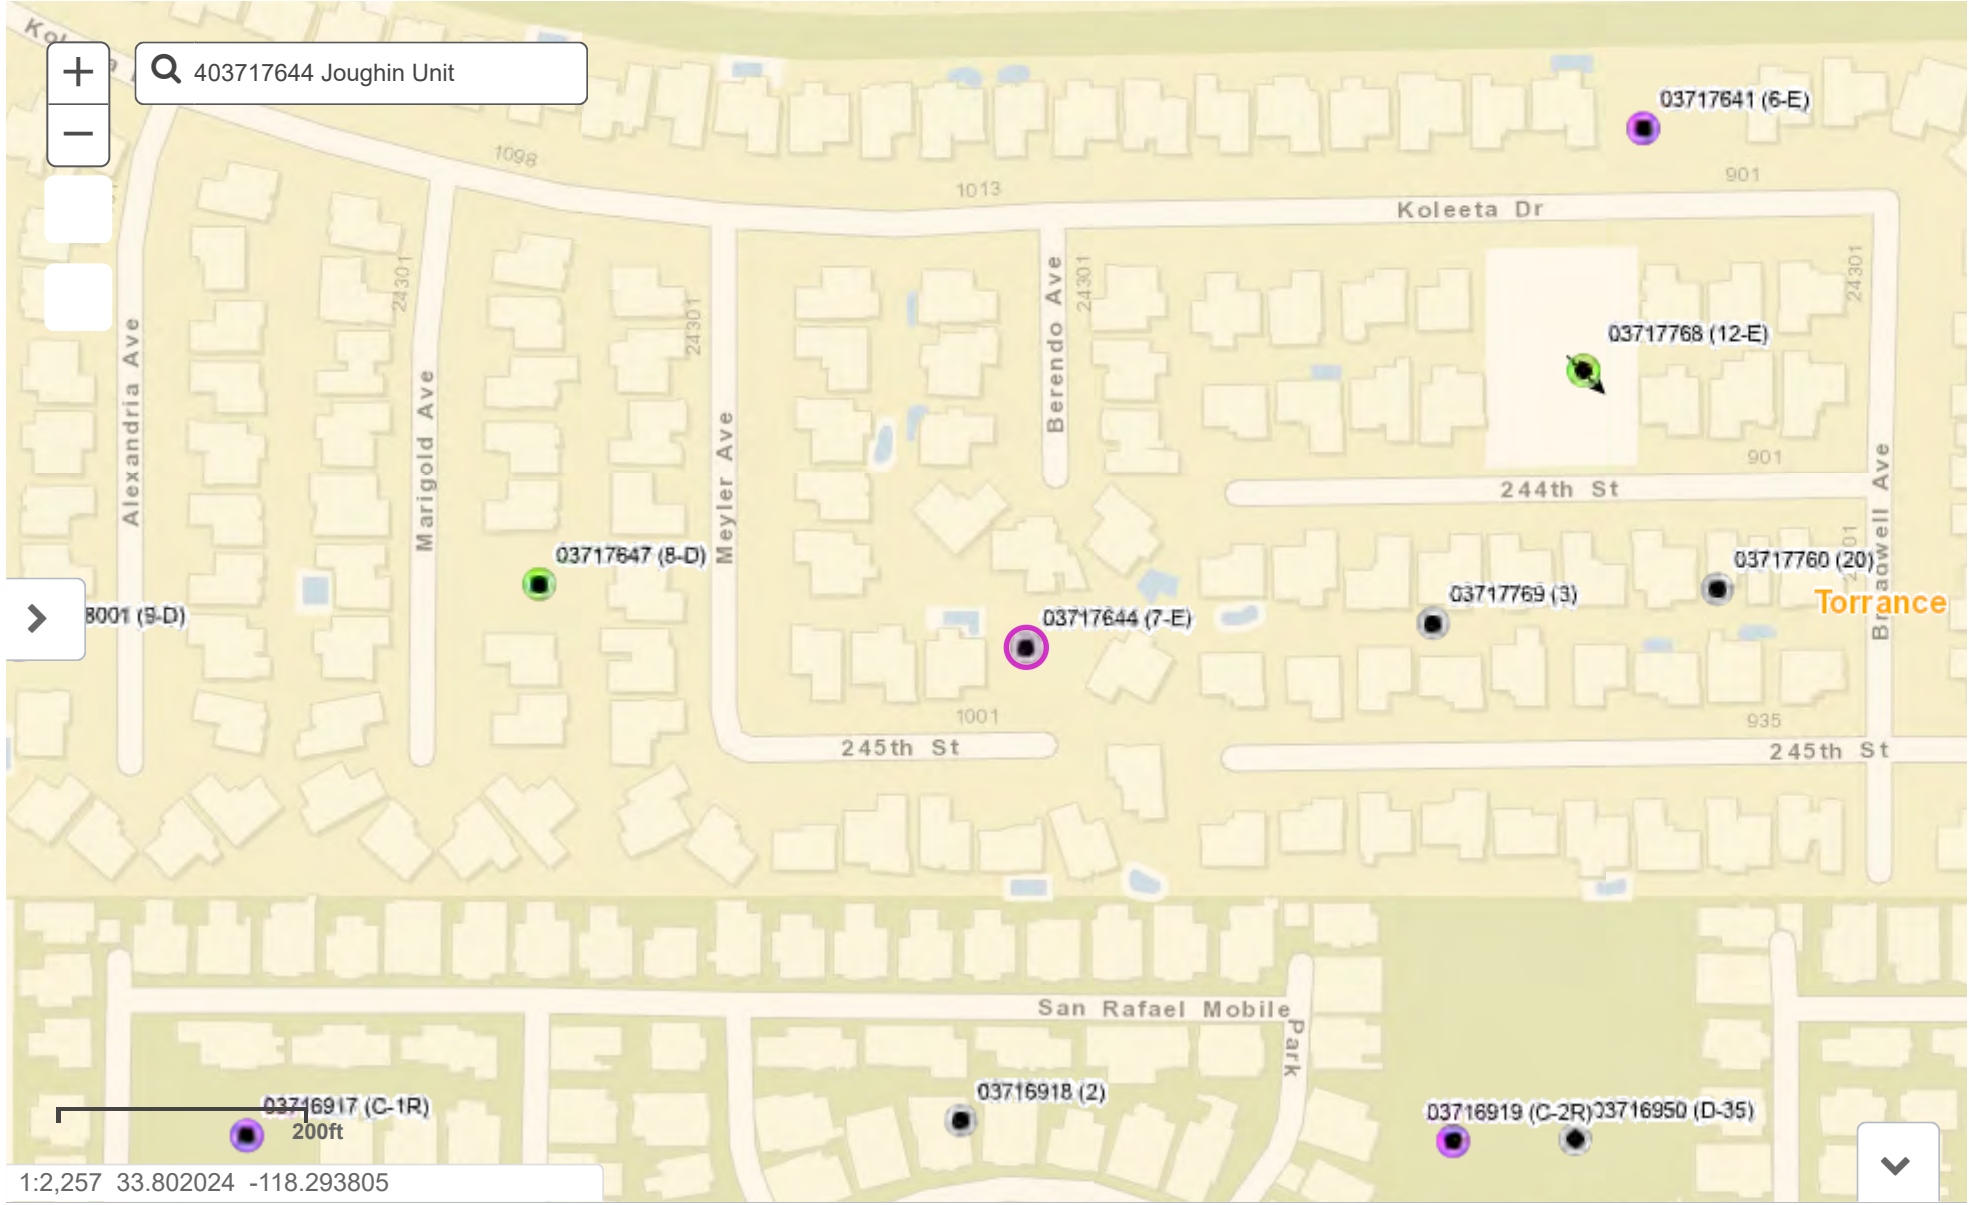 403717644 Joughin Unit
03717641 (6-E)
1098
1013
901
Koleeta Dr
24301
24301
24301
24301
Alexandria Ave
Marigold Ave
Meyler Ave
Berendo Ave
03717768 (12-E)
901
244th St
03717647 (8-D)
03717760 (20)
03717769 (3)
Torrance
8001 (9-D)
03717644 (7-E)
1001
935
245th St
245th St
San Rafael Mobile
Park
03716917 (C-1R)
03716918 (2)
03716919 (C-2R)
03716950 (D-35)
200ft
1:2,257 33.802024 -118.293805